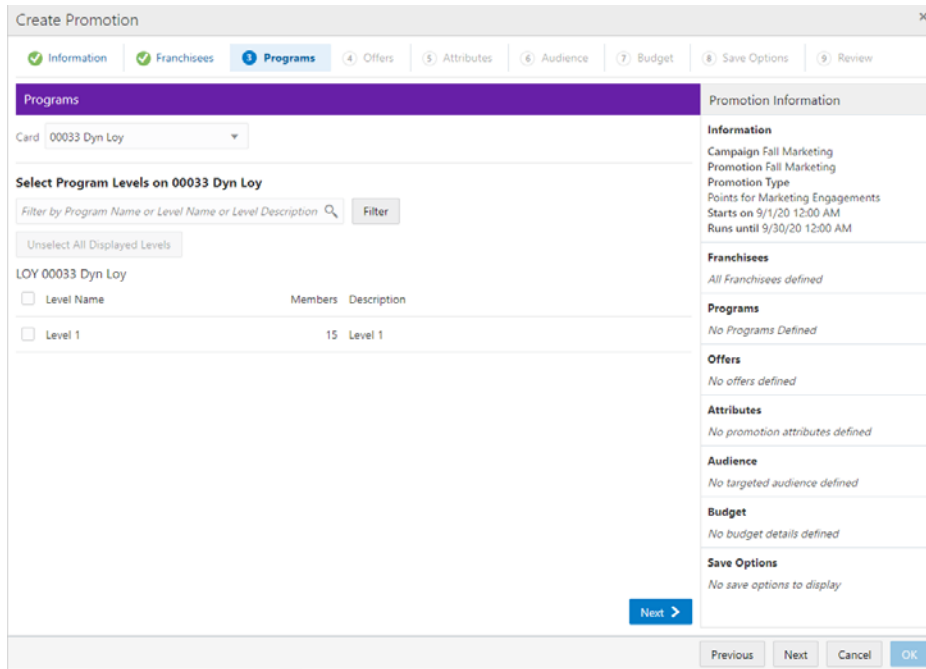 Create Promotion
Information
Franchisees
3 Programs
4 Offers
5 Attributes
6 Audience
7 Budget
8 Save Options
9 Review
Programs
Card 00033 Dyn Loy
Select Program Levels on 00033 Dyn Loy
Filter by Program Name or Level Name or Level Description
Filter
Unselect All Displayed Levels
LOY 00033 Dyn Loy
Level Name Members Description
Level 1 15 Level 1
Next
Promotion Information
Information
Campaign Fall Marketing
Promotion Fall Marketing
Promotion Type
Points for Marketing Engagements
Starts on 9/1/20 12:00 AM
Runs until 9/30/20 12:00 AM
Franchisees
All Franchisees defined
Programs
No Programs Defined
Offers
No offers defined
Attributes
No promotion attributes defined
Audience
No targeted audience defined
Budget
No budget details defined
Save Options
No save options to display
Previous
Next
Cancel
OK